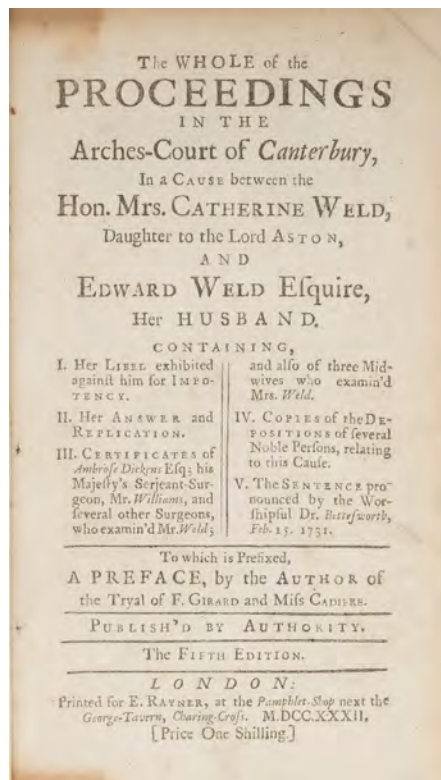 The WHOLE of the
PROCEEDINGS
IN THE
Arches-Court of Canterbury,
In a CAUSE between the
Hon. Mrs. CATHERINE WELD,
Daughter to the Lord ASTON,
AND
EDWARD WELD Eſquire,
Her HUSBAND.
CONTAINING,
I. Her LIBEL exhibited
againſt him for IMPO-
TENCY.
II. Her ANSWER and
REPLICATION.
III. CERTIFICATES of
Ambroſe Dickens Eſq; his
Majeſty's Serjeant-Sur-
geon, Mr. Williams, and
ſeveral other Surgeons,
who examin'd Mr. Weld;
and alſo of three Mid-
wives who examin'd
Mrs. Weld.
IV. COPIES of the DE-
POSITIONS of ſeveral
Noble Perſons, relating
to this Cauſe.
V. The SENTENCE pro-
nounced by the Wor-
ſhipful Dr. Betteſworth,
Feb. 15. 1731.
To which is Prefixed,
A PREFACE, by the AUTHOR of
the Tryal of F. GIRARD and Miſs CADIERE.
PUBLISH'D BY AUTHORITY.
The FIFTH EDITION.
LONDON:
Printed for E. RAYNER, at the Pamphlet-Shop next the
George-Tavern, Charing-Croſs. M.DCC.XXXII.
[Price One Shilling.]